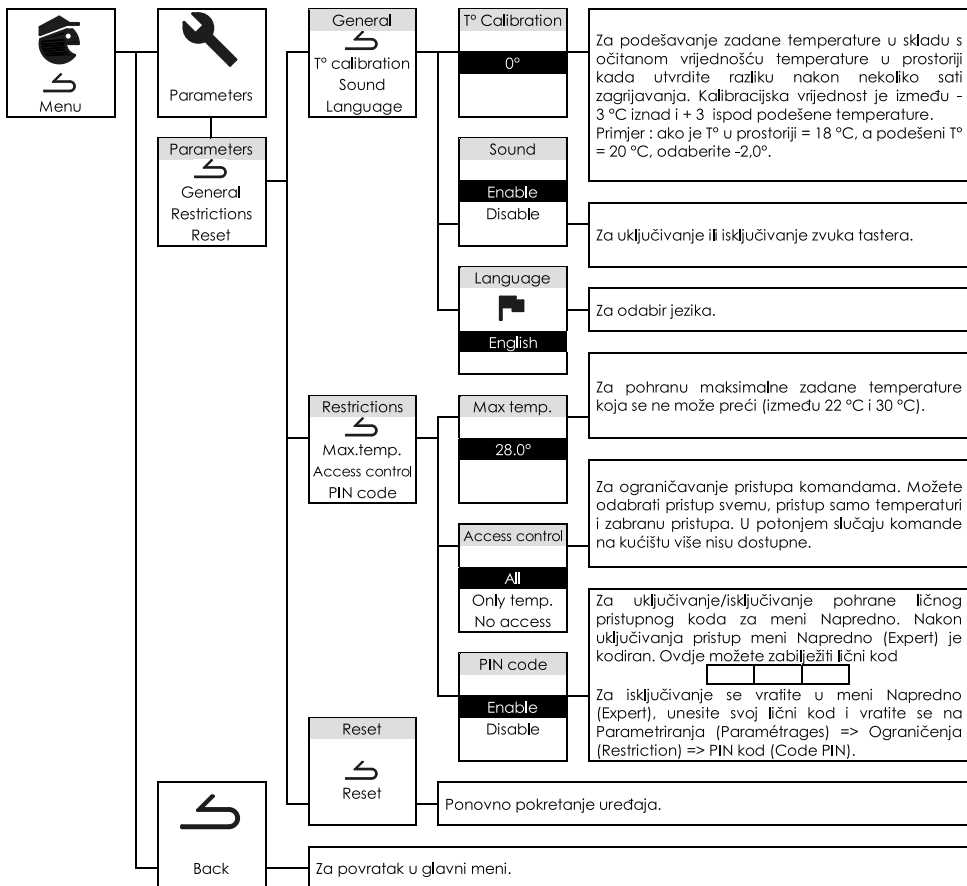 Menu
Parameters
Parameters
General
Restrictions
Reset
General
T° calibration
Sound
Language
T° Calibration
0°
Za podešavanje zadane temperature u skladu s
očitanom vrijednošću temperature u prostoriji
kada utvrdite razliku nakon nekoliko sati
zagrijavanja. Kalibracijska vrijednost je između -
3 °C iznad i + 3 ispod podešene temperature.
Primjer : ako je T° u prostoriji = 18 °C, a podešeni T°
= 20 °C, odaberite -2,0°.
Sound
Enable
Disable
Za uključivanje ili isključivanje zvuka tastera.
Language
English
Za odabir jezika.
Restrictions
Max.temp.
Access control
PIN code
Max temp.
28.0°
Za pohranu maksimalne zadane temperature
koja se ne može preći (između 22 °C i 30 °C).
Access control
All
Only temp.
No access
Za ograničavanje pristupa komandama. Možete
odabrati pristup svemu, pristup samo temperaturi
i zabranu pristupa. U potonjem slučaju komande
na kućištu više nisu dostupne.
PIN code
Enable
Disable
Za uključivanje/isključivanje pohrane ličnog
pristupnog koda za meni Napredno. Nakon
uključivanja pristup meni Napredno (Expert) je
kodiran. Ovdje možete zabilježiti lični kod
Za isključivanje se vratite u meni Napredno
(Expert), unesite svoj lični kod i vratite se na
Parametriranja (Paramétrages) => Ograničenja
(Restriction) => PIN kod (Code PIN).
Reset
Reset
Ponovno pokretanje uređaja.
Back
Za povratak u glavni meni.